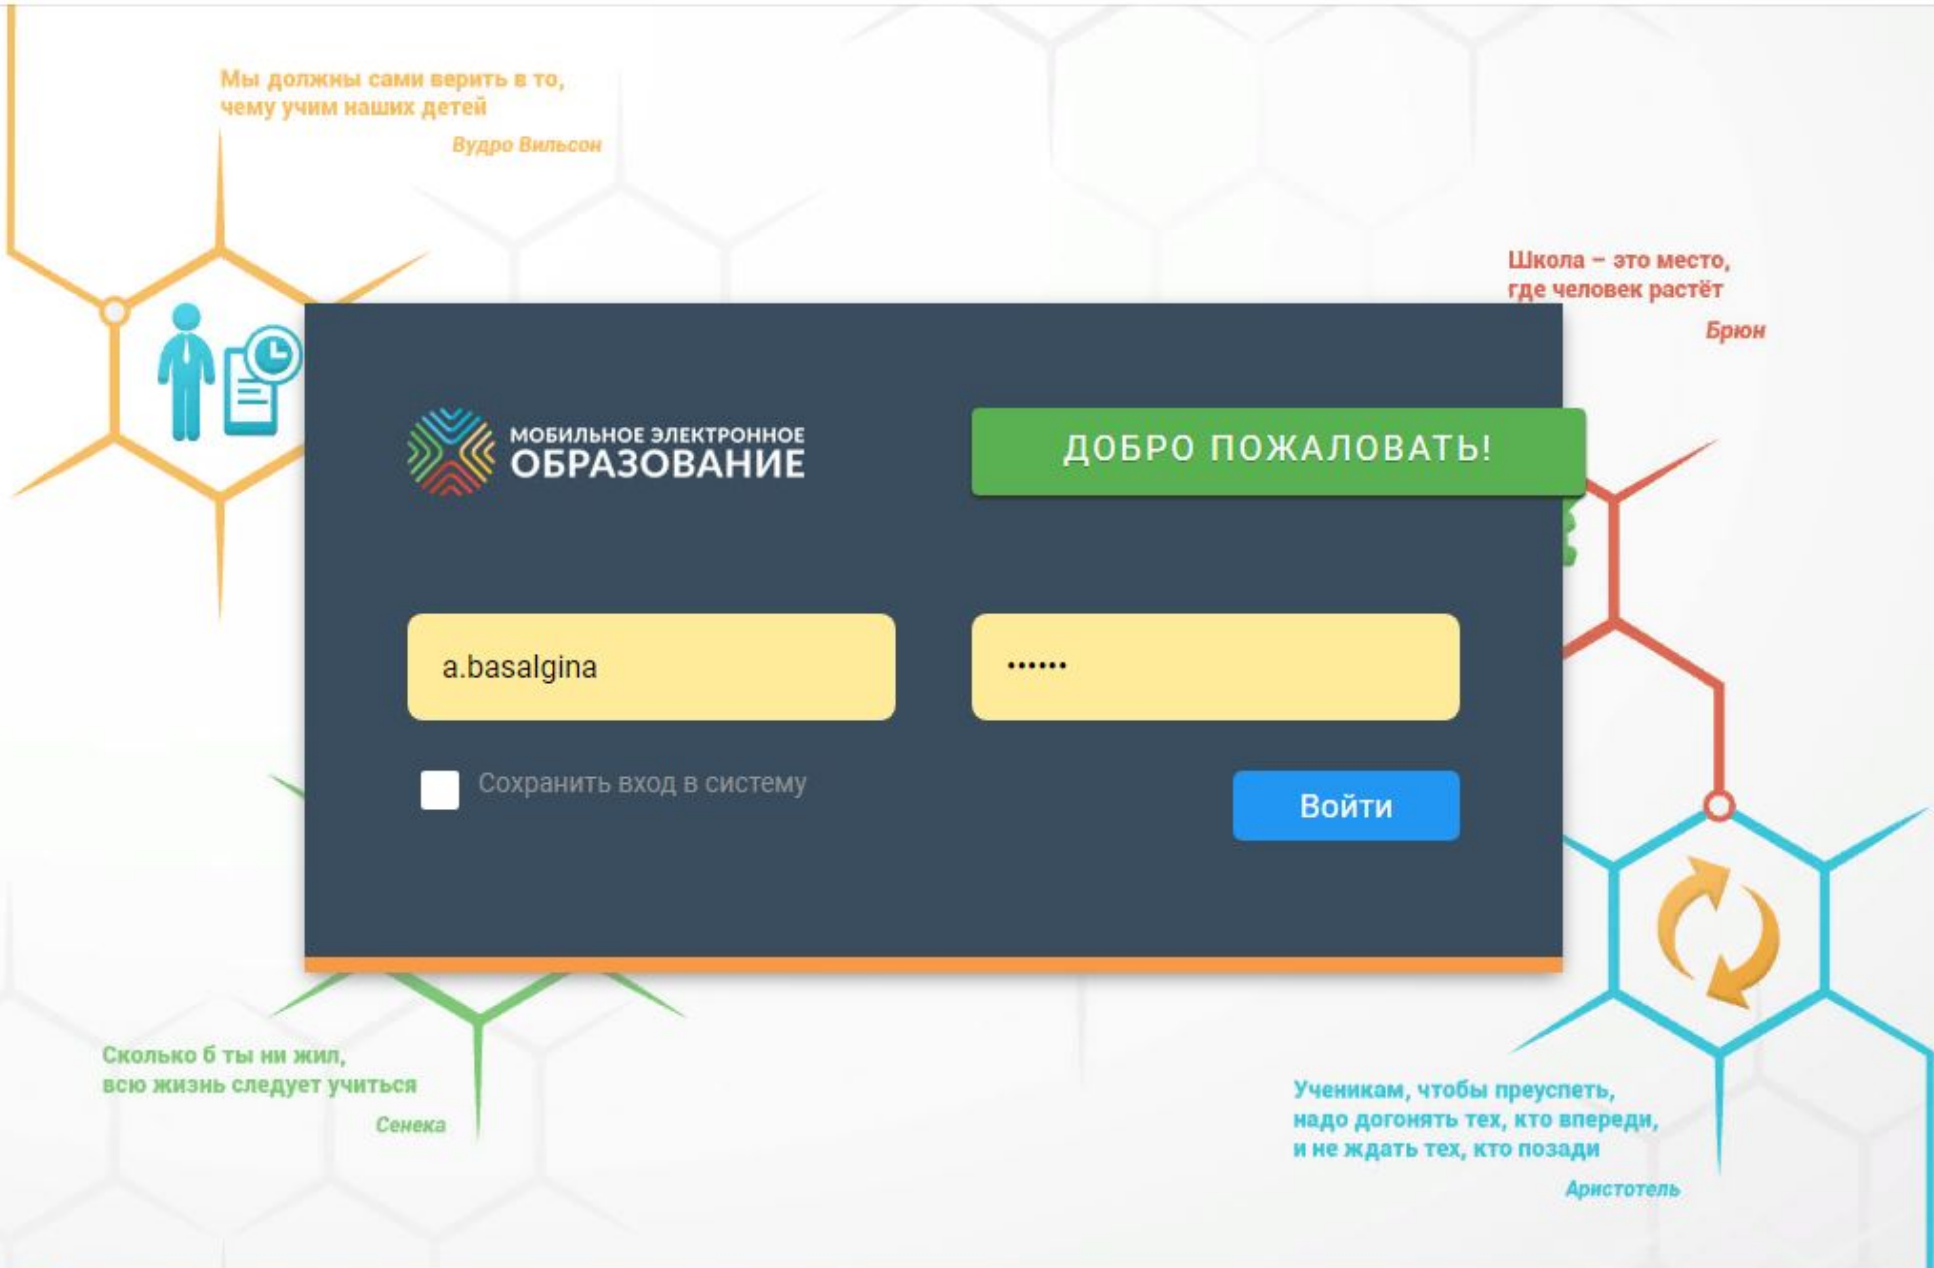 Мы должны сами верить в то,
чему учим наших детей
Вудро Вильсон
Школа – это место,
где человек растёт
Брюн
МОБИЛЬНОЕ ЭЛЕКТРОННОЕ
ОБРАЗОВАНИЕ
ДОБРО ПОЖАЛОВАТЬ!
a.basalgina
••••••
Сохранить вход в систему
Войти
Сколько б ты ни жил,
всю жизнь следует учиться
Сенека
Ученикам, чтобы преуспеть,
надо догонять тех, кто впереди,
и не ждать тех, кто позади
Аристотель